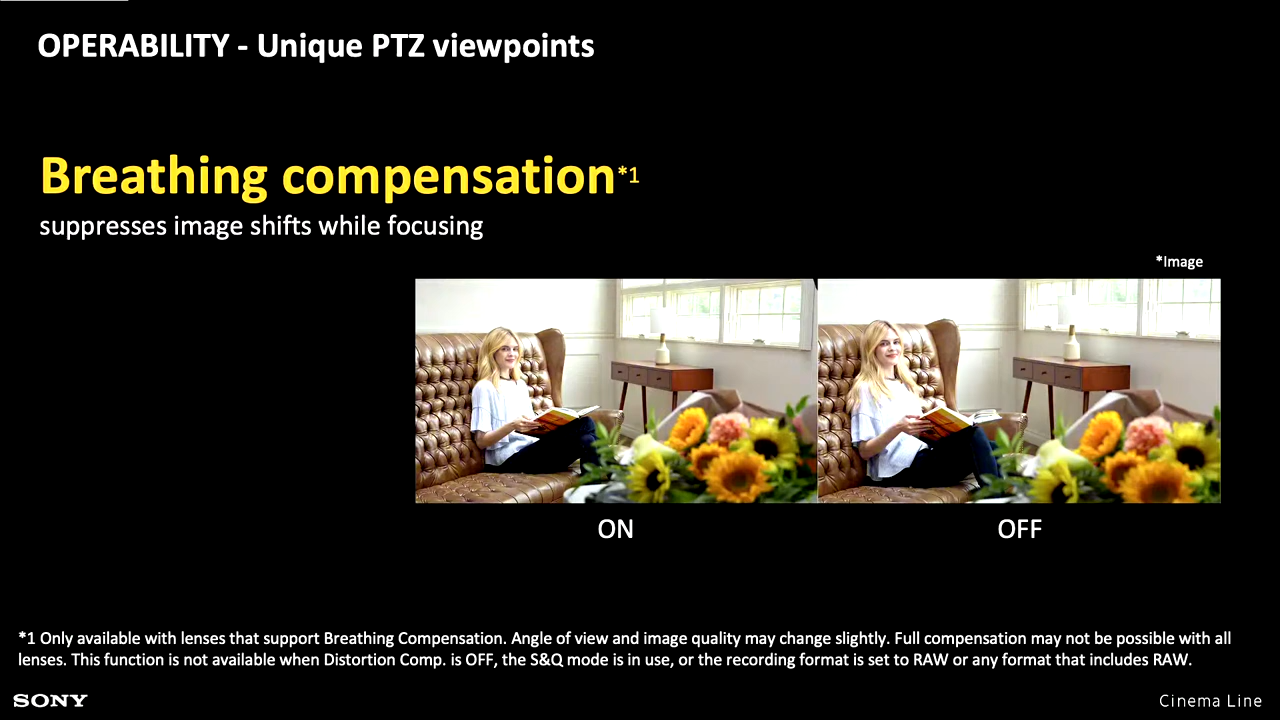 OPERABILITY - Unique PTZ viewpoints
Breathing compensation*1
suppresses image shifts while focusing
*Image
ON
OFF
*1 Only available with lenses that support Breathing Compensation. Angle of view and image quality may change slightly. Full compensation may not be possible with all
lenses. This function is not available when Distortion Comp. is OFF, the S&Q mode is in use, or the recording format is set to RAW or any format that includes RAW.
SONY
Cinema Line